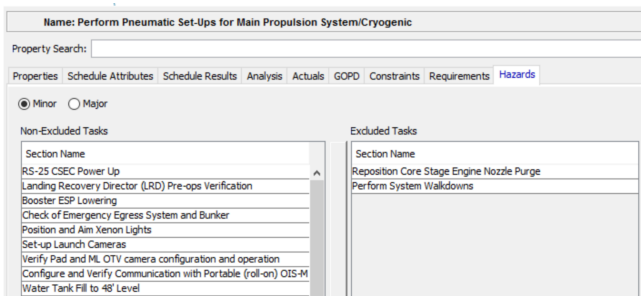 Name: Perform Pneumatic Set-Ups for Main Propulsion System/Cryogenic
Property Search:
Properties Schedule Attributes Schedule Results Analysis Actuals GOPD Constraints Requirements Hazards
Minor Major
Non-Excluded Tasks
Section Name
RS-25 CSEC Power Up
Landing Recovery Director (LRD) Pre-ops Verification
Booster ESP Lowering
Check of Emergency Egress System and Bunker
Position and Aim Xenon Lights
Set-up Launch Cameras
Verify Pad and ML OTV camera configuration and operation
Configure and Verify Communication with Portable (roll-on) OIS-M
Water Tank Fill to 48' Level
Excluded Tasks
Section Name
Reposition Core Stage Engine Nozzle Purge
Perform System Walkdowns